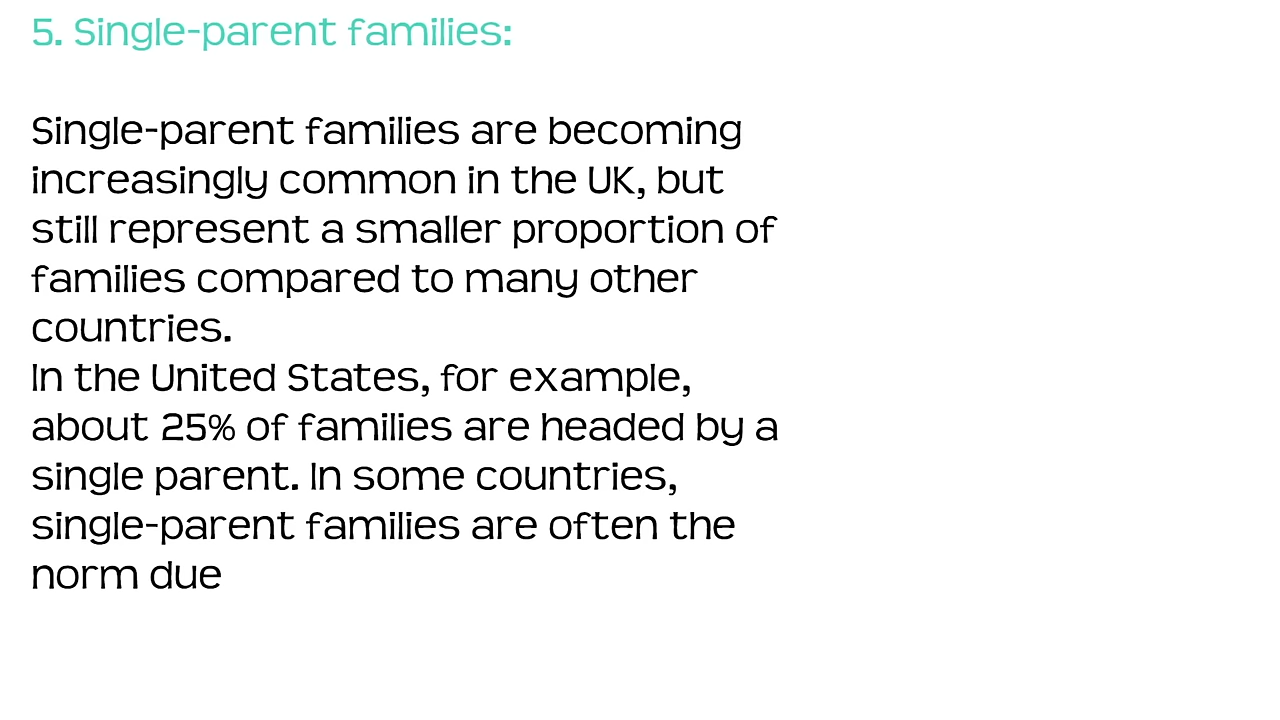 5. Single-parent families:
Single-parent families are becoming
increasingly common in the UK, but
still represent a smaller proportion of
families compared to many other
countries.
In the United States, for example,
about 25% of families are headed by a
single parent. In some countries,
single-parent families are often the
norm due